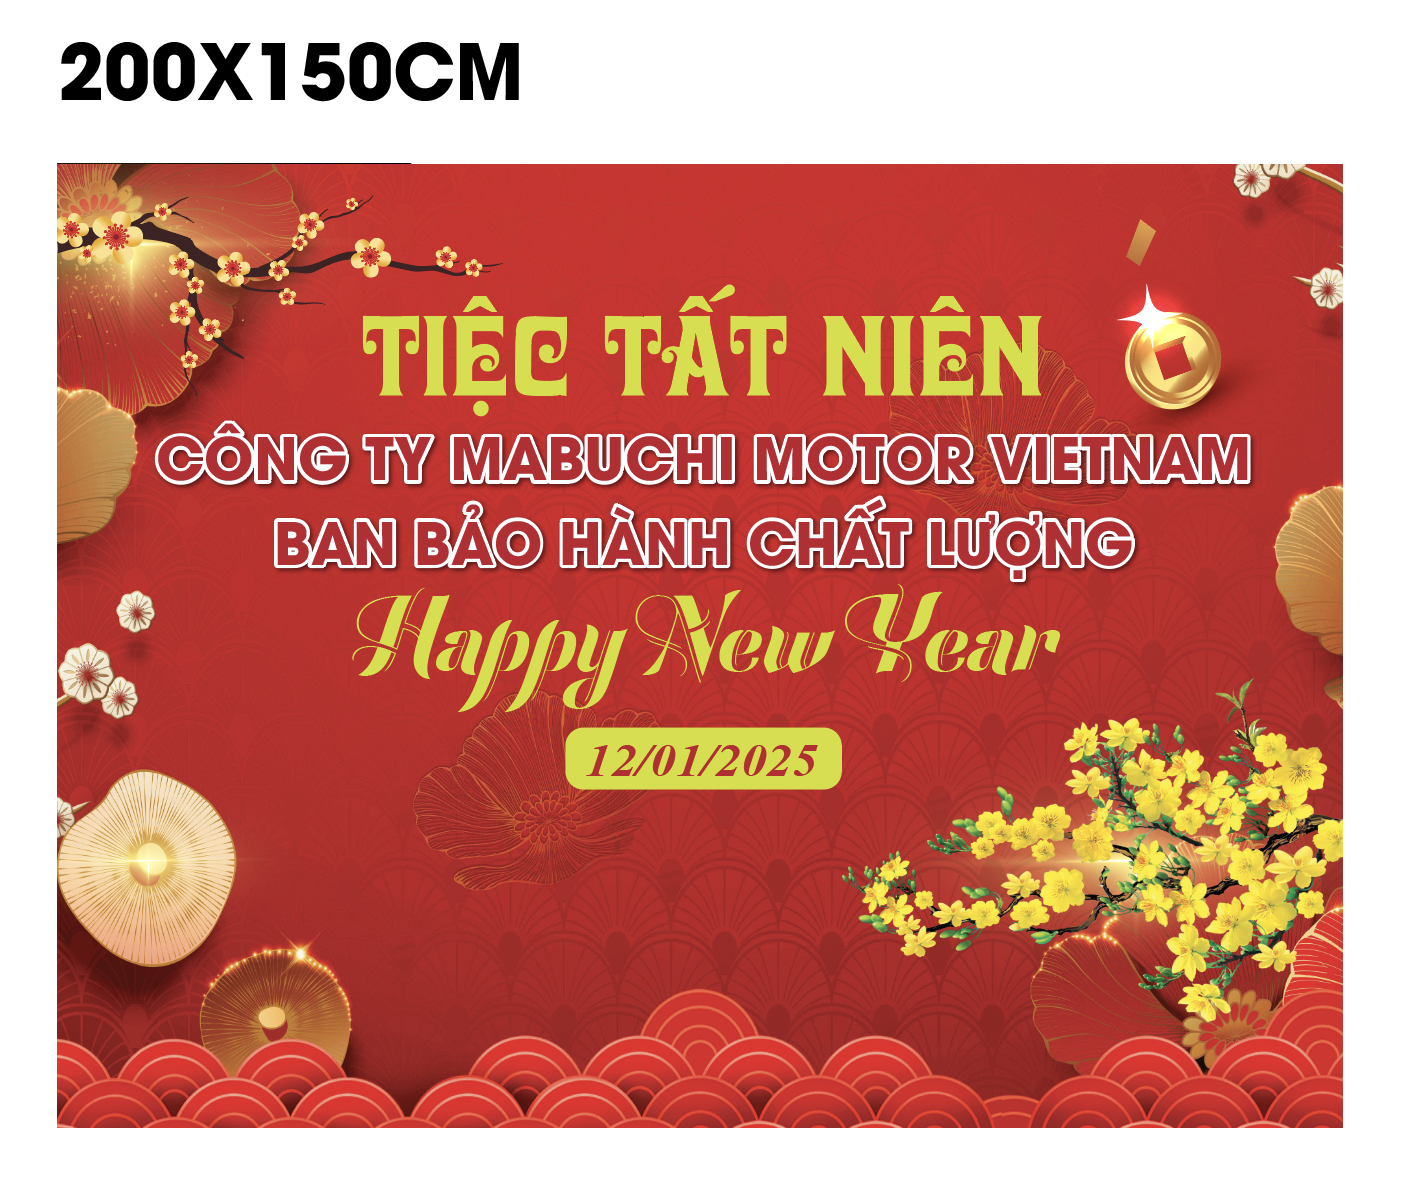 200X150CM
TIỆC TẤT NIÊN
CÔNG TY MABUCHI MOTOR VIETNAM
BAN BẢO HÀNH CHẤT LƯỢNG
Happy New Year
12/01/2025